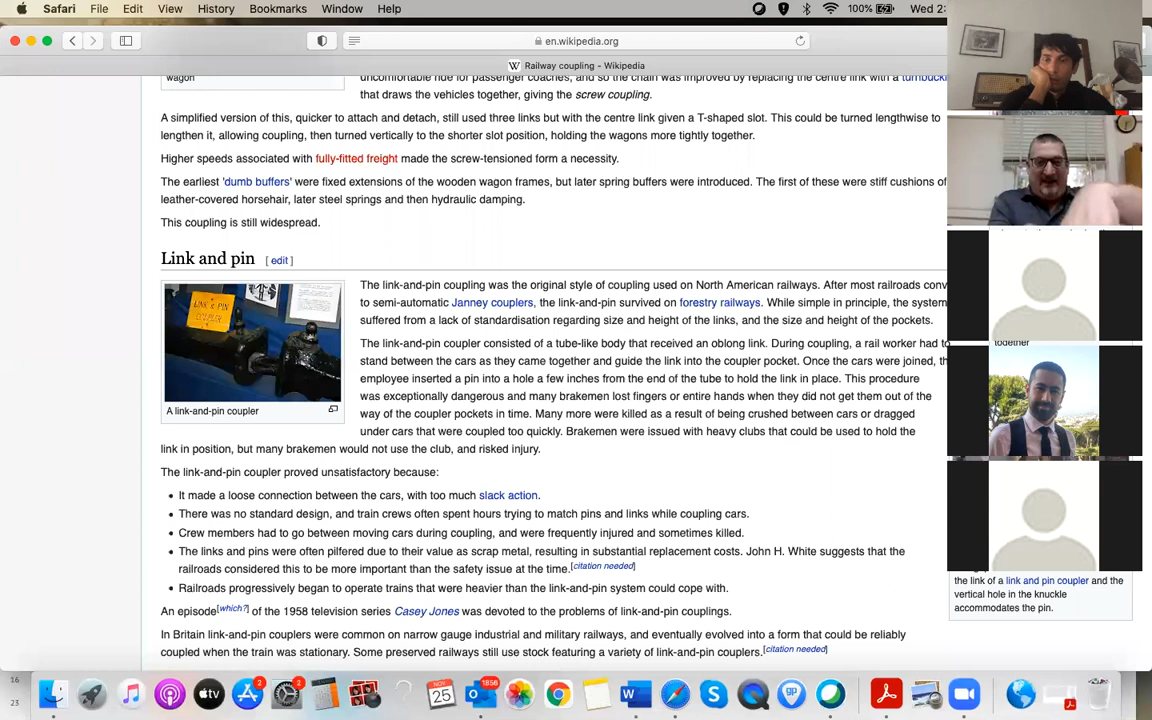 Safari File Edit View History Bookmarks Window Help 100% Wed 2:
en.wikipedia.org
W Railway coupling - Wikipedia
wagon
uncomfortable ride for passenger coaches, and so the chain was improved by replacing the centre link with a turnbuckl
that draws the vehicles together, giving the screw coupling.
A simplified version of this, quicker to attach and detach, still used three links but with the centre link given a T-shaped slot. This could be turned lengthwise to
lengthen it, allowing coupling, then turned vertically to the shorter slot position, holding the wagons more tightly together.
Higher speeds associated with fully-fitted freight made the screw-tensioned form a necessity.
The earliest 'dumb buffers' were fixed extensions of the wooden wagon frames, but later spring buffers were introduced. The first of these were stiff cushions of
leather-covered horsehair, later steel springs and then hydraulic damping.
This coupling is still widespread.
Link and pin [ edit ]
LINK & PIN
COUPLER
A link-and-pin coupler
The link-and-pin coupling was the original style of coupling used on North American railways. After most railroads conv
to semi-automatic Janney couplers, the link-and-pin survived on forestry railways. While simple in principle, the system
suffered from a lack of standardisation regarding size and height of the links, and the size and height of the pockets.
The link-and-pin coupler consisted of a tube-like body that received an oblong link. During coupling, a rail worker had to
stand between the cars as they came together and guide the link into the coupler pocket. Once the cars were joined, th
employee inserted a pin into a hole a few inches from the end of the tube to hold the link in place. This procedure
was exceptionally dangerous and many brakemen lost fingers or entire hands when they did not get them out of the
way of the coupler pockets in time. Many more were killed as a result of being crushed between cars or dragged
under cars that were coupled too quickly. Brakemen were issued with heavy clubs that could be used to hold the
link in position, but many brakemen would not use the club, and risked injury.
The link-and-pin coupler proved unsatisfactory because:
• It made a loose connection between the cars, with too much slack action.
• There was no standard design, and train crews often spent hours trying to match pins and links while coupling cars.
• Crew members had to go between moving cars during coupling, and were frequently injured and sometimes killed.
• The links and pins were often pilfered due to their value as scrap metal, resulting in substantial replacement costs. John H. White suggests that the
railroads considered this to be more important than the safety issue at the time.[citation needed]
• Railroads progressively began to operate trains that were heavier than the link-and-pin system could cope with.
An episode[which?] of the 1958 television series Casey Jones was devoted to the problems of link-and-pin couplings.
In Britain link-and-pin couplers were common on narrow gauge industrial and military railways, and eventually evolved into a form that could be reliably
coupled when the train was stationary. Some preserved railways still use stock featuring a variety of link-and-pin couplers.[citation needed]
together
the link of a link and pin coupler and the
vertical hole in the knuckle
accommodates the pin.
16
23
tv
2
2
NOV
25
1856
W
S
gp